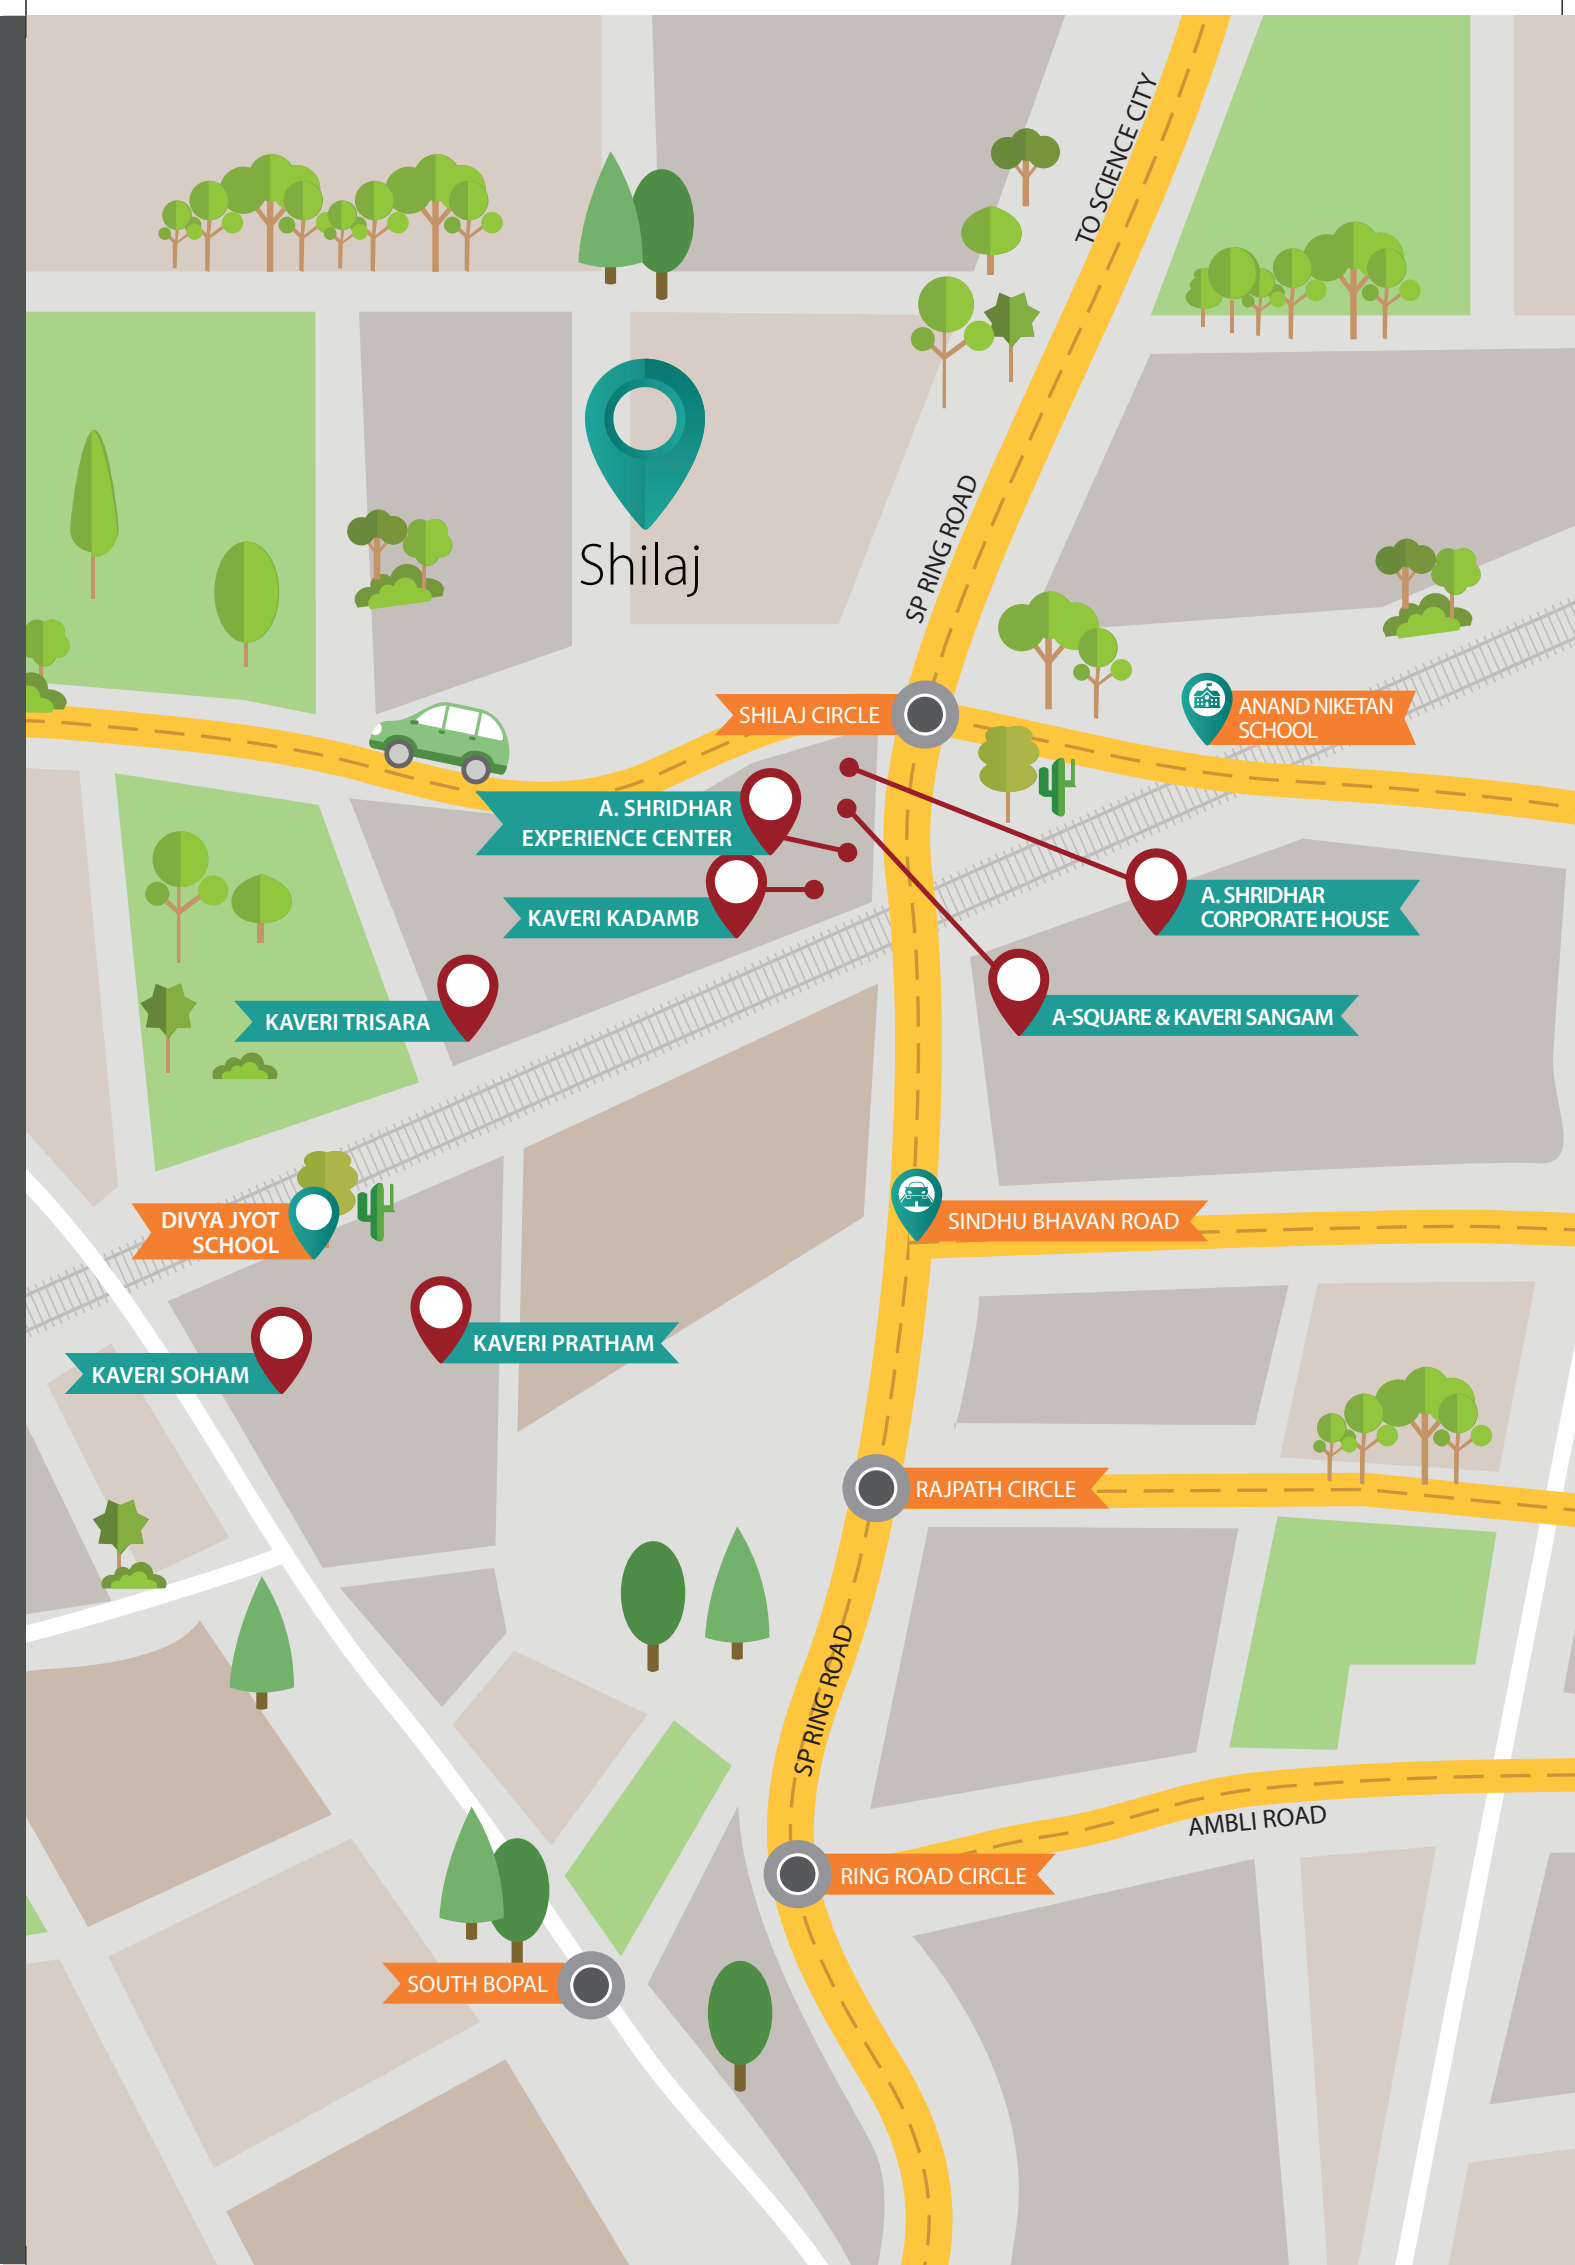 TO SCIENCE CITY
Shilaj
SP RING ROAD
SHILAJ CIRCLE
ANAND NIKETAN
SCHOOL
A. SHRIDHAR
EXPERIENCE CENTER
KAVERI KADAMB
A. SHRIDHAR
CORPORATE HOUSE
KAVERI TRISARA
A-SQUARE & KAVERI SANGAM
DIVYA JYOT
SCHOOL
SINDHU BHAVAN ROAD
KAVERI PRATHAM
KAVERI SOHAM
RAJPATH CIRCLE
SP RING ROAD
AMBLI ROAD
RING ROAD CIRCLE
SOUTH BOPAL